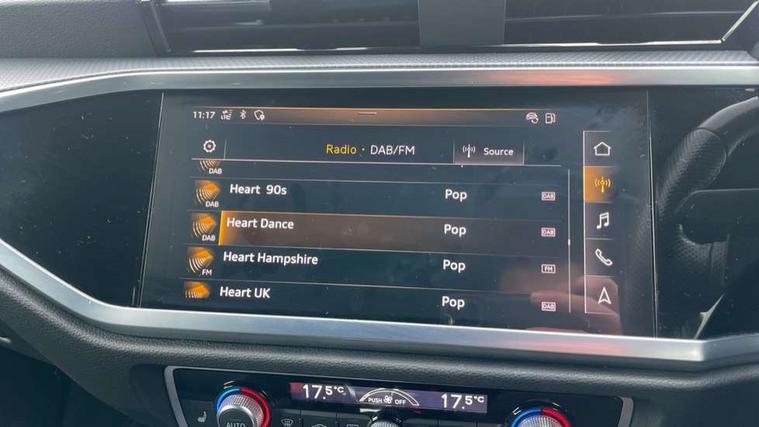 11:17 LTE
Radio · DAB/FM Source
DAB
Heart 90s Pop DAB
DAB
Heart Dance Pop DAB
DAB
Heart Hampshire Pop FM
FM
Heart UK Pop DAB
17.5°C PUSH OFF 17.5°C
AUTO